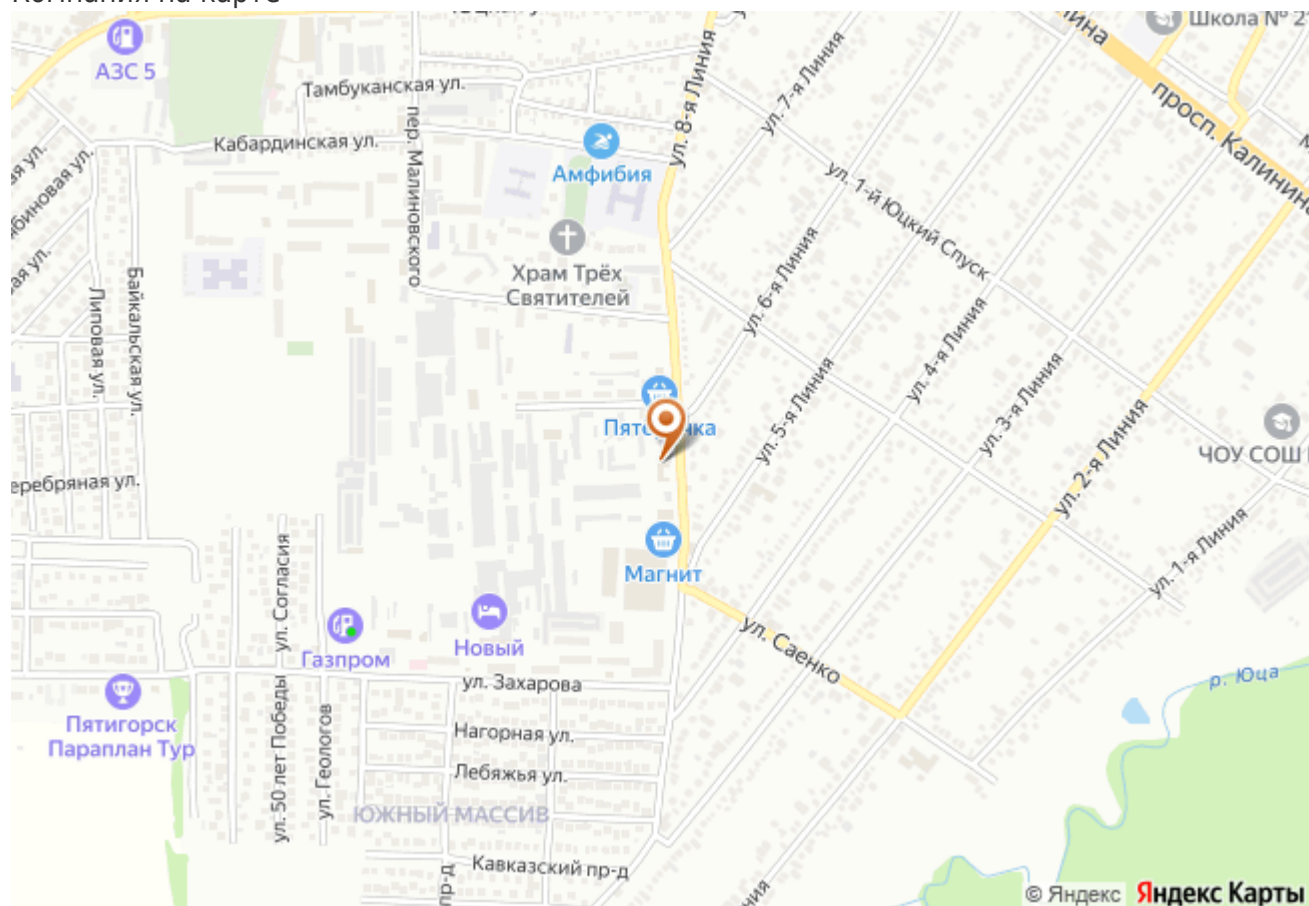 АЗС 5
Школа № 2
Тамбуканская ул.
ул. 8-я Линия
ул. 7-я Линия
просп. Калинина
Кабардинская ул.
пер. Малиновского
Амфибия
ул. 1-й Юцкий Спуск
Храм Трёх
Святителей
Байкальская ул.
Липовая ул.
ул. 6-я Линия
ул. 5-я Линия
ул. 4-я Линия
ул. 3-я Линия
ул. 2-я Линия
ЧОУ СОШ
ул. 1-я Линия
Магнит
ул. Согласия
Газпром
Новый
ул. Саенко
ул. Захарова
р. Юца
Пятигорск
Параплан Тур
ул. 50 лет Победы
ул. Геологов
Нагорная ул.
Лебяжья ул.
ЮЖНЫЙ МАССИВ
Кавказский пр-д
пр-д
© Яндекс Яндекс Карты